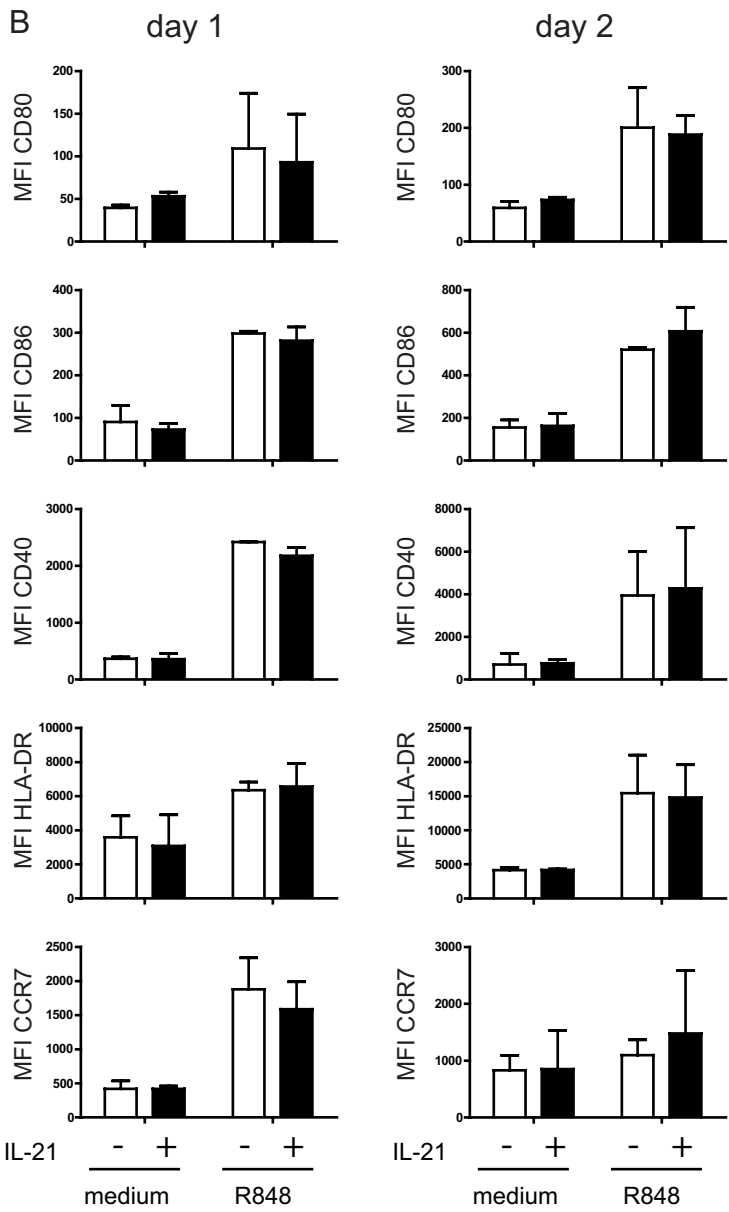 B
day 1
day 2
MFI CD80
200
150
100
50
0
MFI CD80
300
200
100
0
MFI CD86
400
300
200
100
0
MFI CD86
800
600
400
200
0
MFI CD40
3000
2000
1000
0
MFI CD40
8000
6000
4000
2000
0
MFI HLA-DR
10000
8000
6000
4000
2000
0
MFI HLA-DR
25000
20000
15000
10000
5000
0
MFI CCR7
2500
2000
1500
1000
500
0
MFI CCR7
3000
2000
1000
0
IL-21 - + - +
medium R848
IL-21 - + - +
medium R848